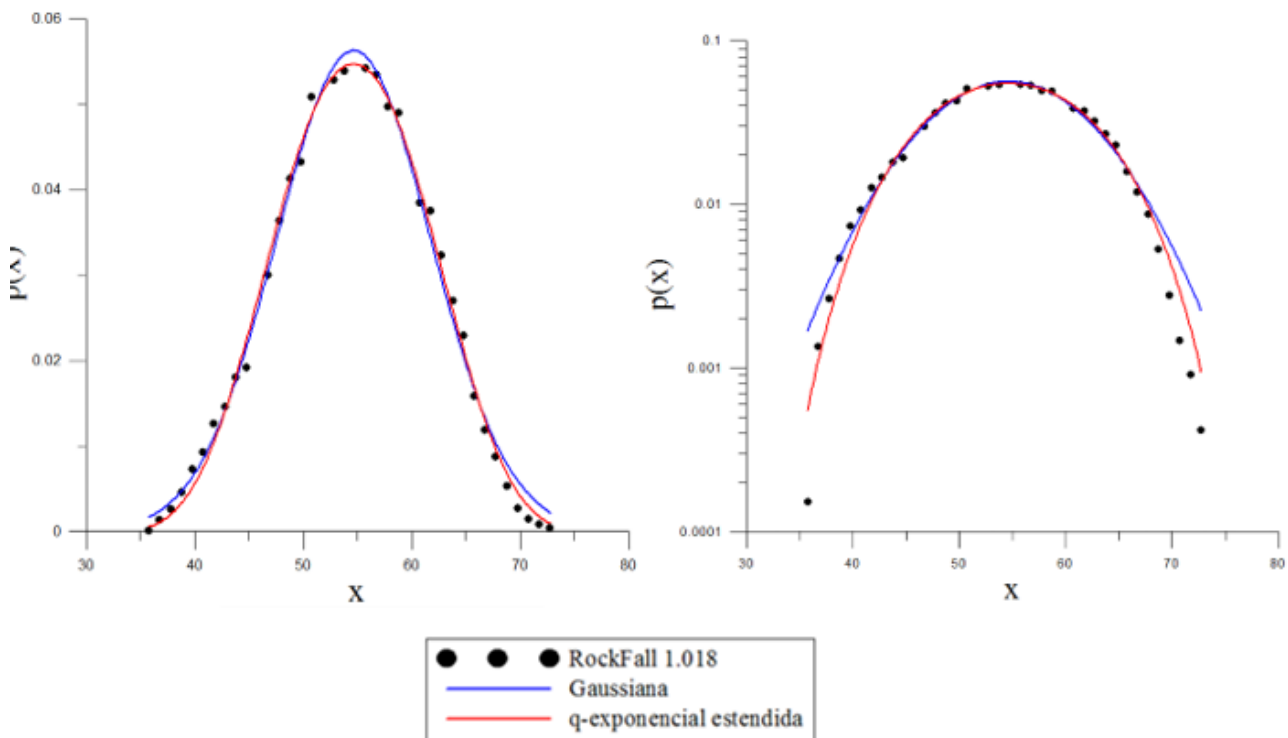 0.06
0.04
0.02
0
p(x)
30 40 50 60 70 80
x
0.1
0.01
0.001
0.0001
p(x)
30 40 50 60 70 80
x
RockFall 1.018
Gaussiana
q-exponencial estendida